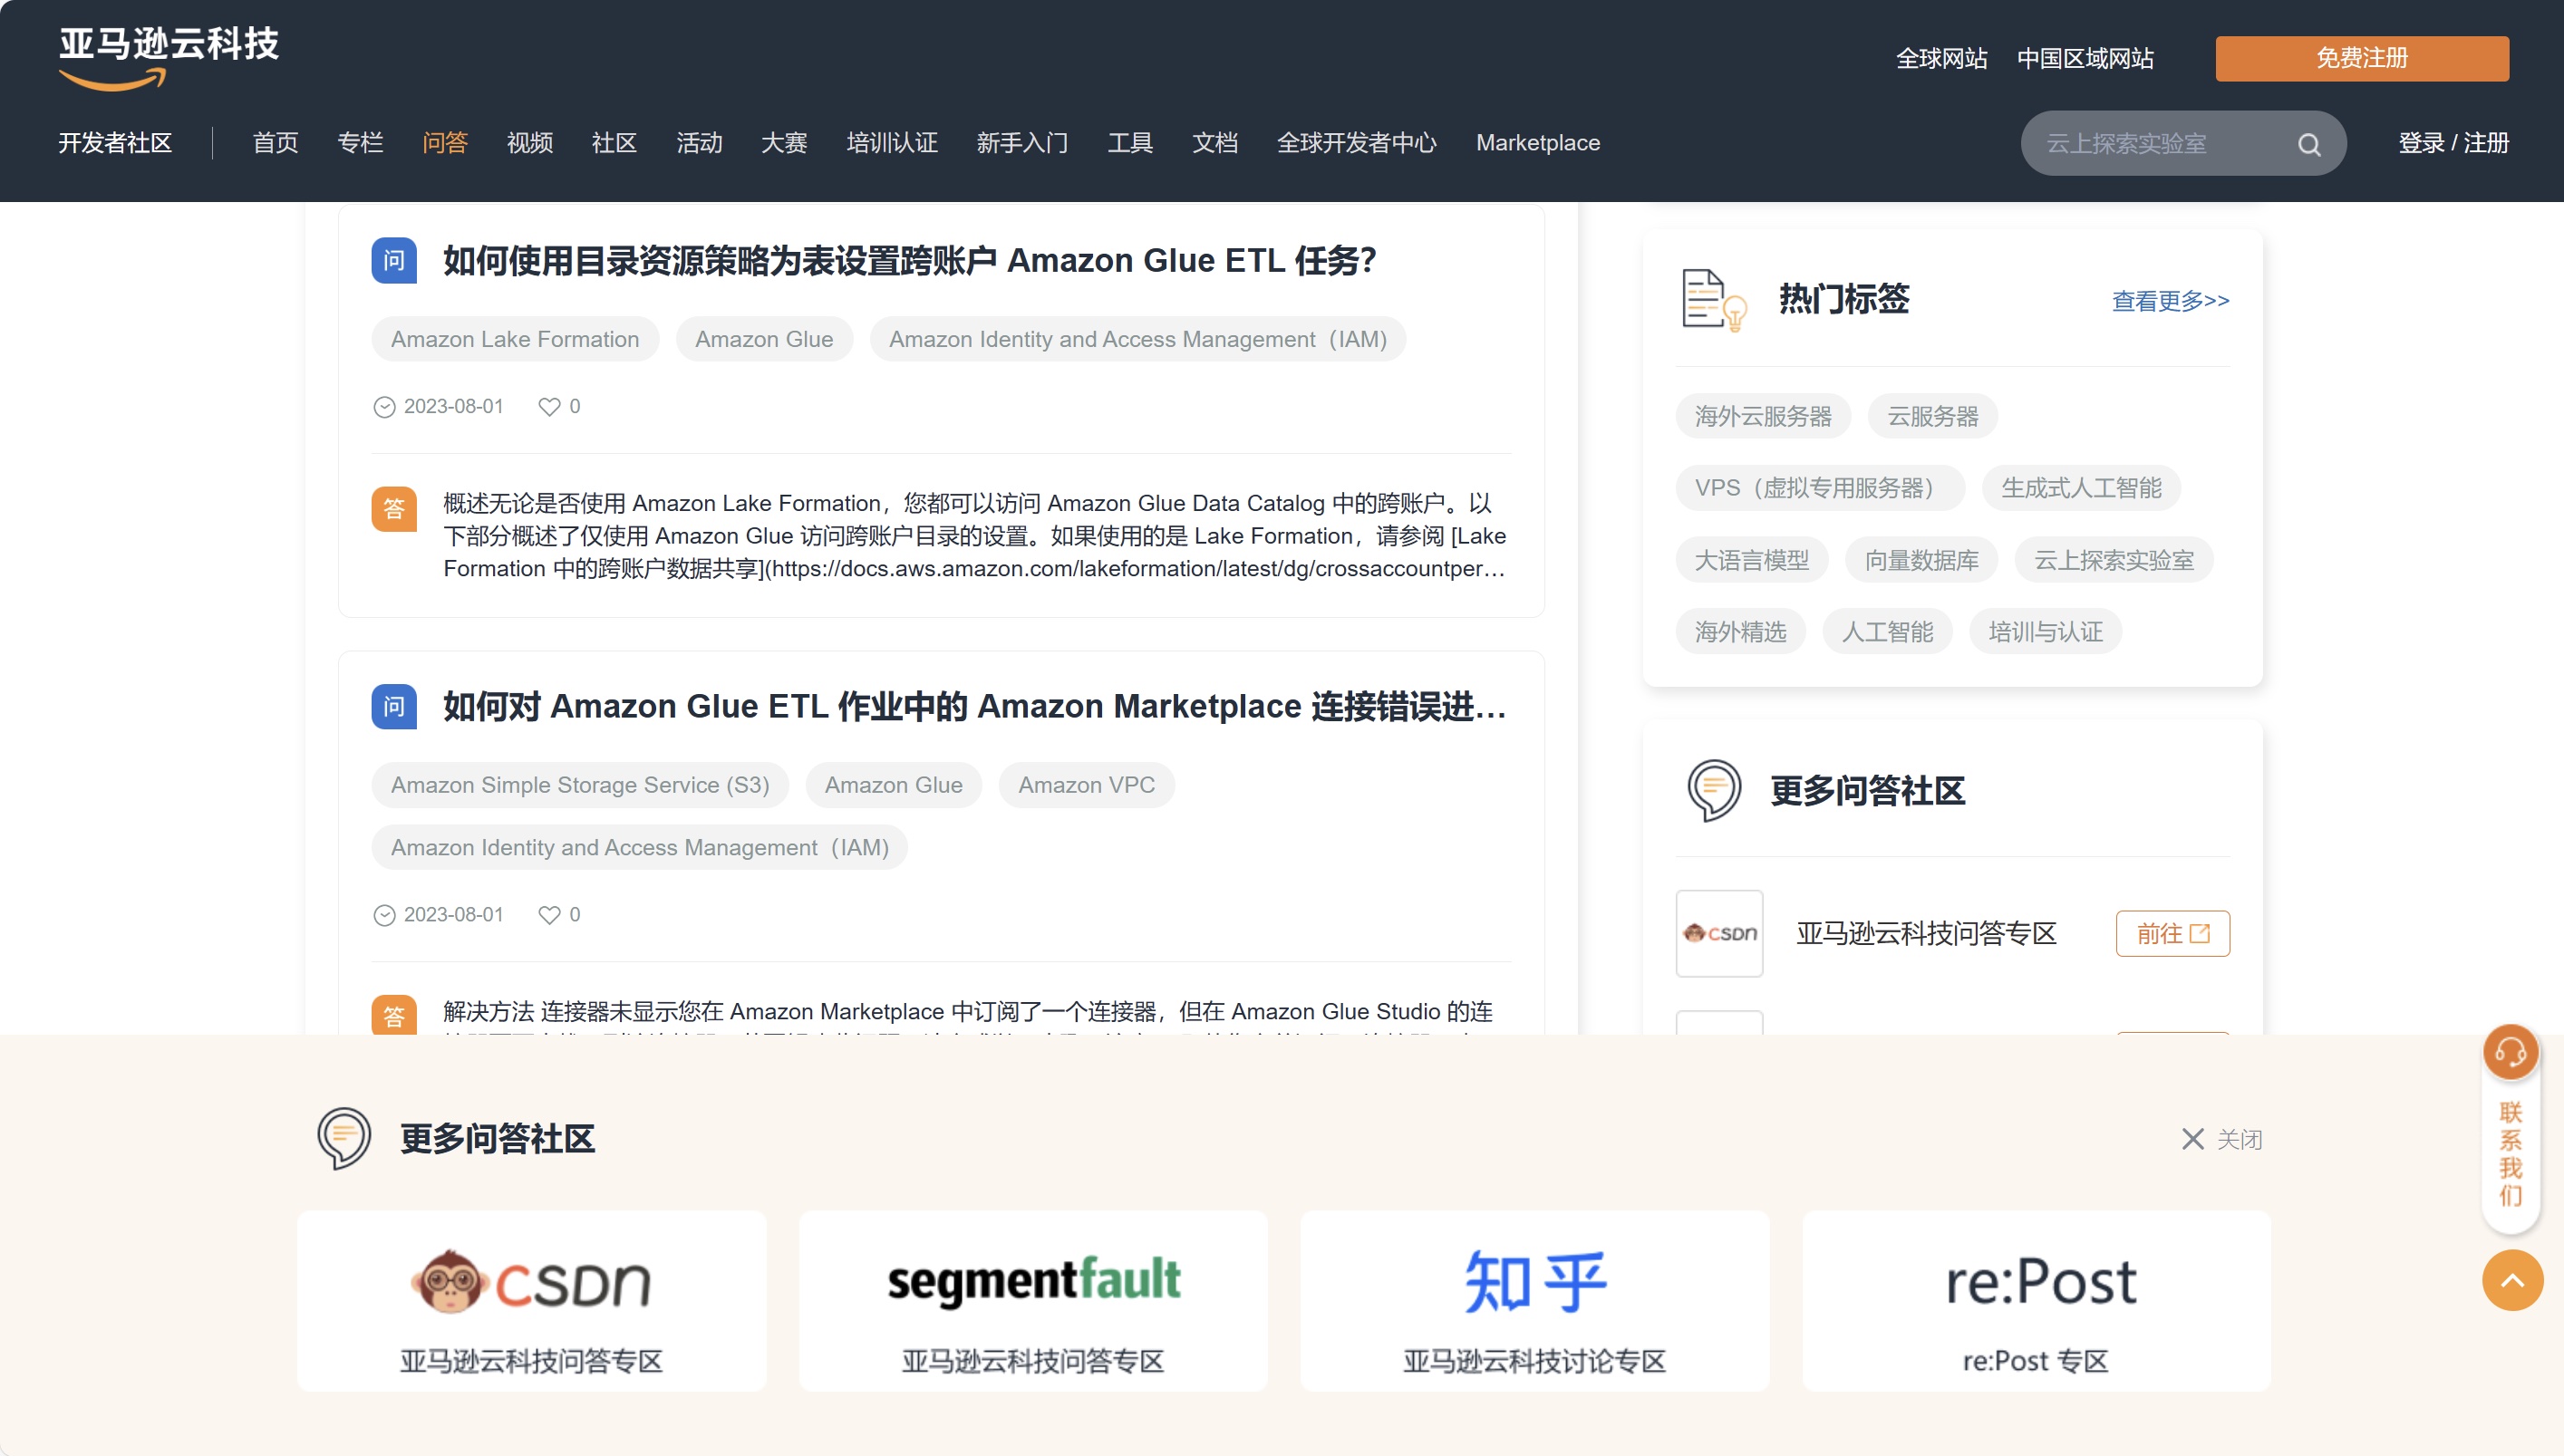 亚马逊云科技
全球网站 中国区域网站 免费注册
开发者社区 首页 专栏 问答 视频 社区 活动 大赛 培训认证 新手入门 工具 文档 全球开发者中心 Marketplace 云上探索实验室 登录 / 注册
问 如何使用目录资源策略为表设置跨账户 Amazon Glue ETL 任务？
Amazon Lake Formation Amazon Glue Amazon Identity and Access Management（IAM）
2023-08-01 0
答 概述无论是否使用 Amazon Lake Formation，您都可以访问 Amazon Glue Data Catalog 中的跨账户。以
下部分概述了仅使用 Amazon Glue 访问跨账户目录的设置。如果使用的是 Lake Formation，请参阅 [Lake
Formation 中的跨账户数据共享](https://docs.aws.amazon.com/lakeformation/latest/dg/crossaccountper…
问 如何对 Amazon Glue ETL 作业中的 Amazon Marketplace 连接错误进…
Amazon Simple Storage Service (S3) Amazon Glue Amazon VPC
Amazon Identity and Access Management（IAM）
2023-08-01 0
答 解决方法 连接器未显示您在 Amazon Marketplace 中订阅了一个连接器，但在 Amazon Glue Studio 的连
热门标签 查看更多>>
海外云服务器 云服务器
VPS（虚拟专用服务器） 生成式人工智能
大语言模型 向量数据库 云上探索实验室
海外精选 人工智能 培训与认证
更多问答社区
CSDN 亚马逊云科技问答专区 前往
更多问答社区 关闭
CSDN
亚马逊云科技问答专区
segmentfault
亚马逊云科技问答专区
知乎
亚马逊云科技讨论专区
re:Post
re:Post 专区
联系我们